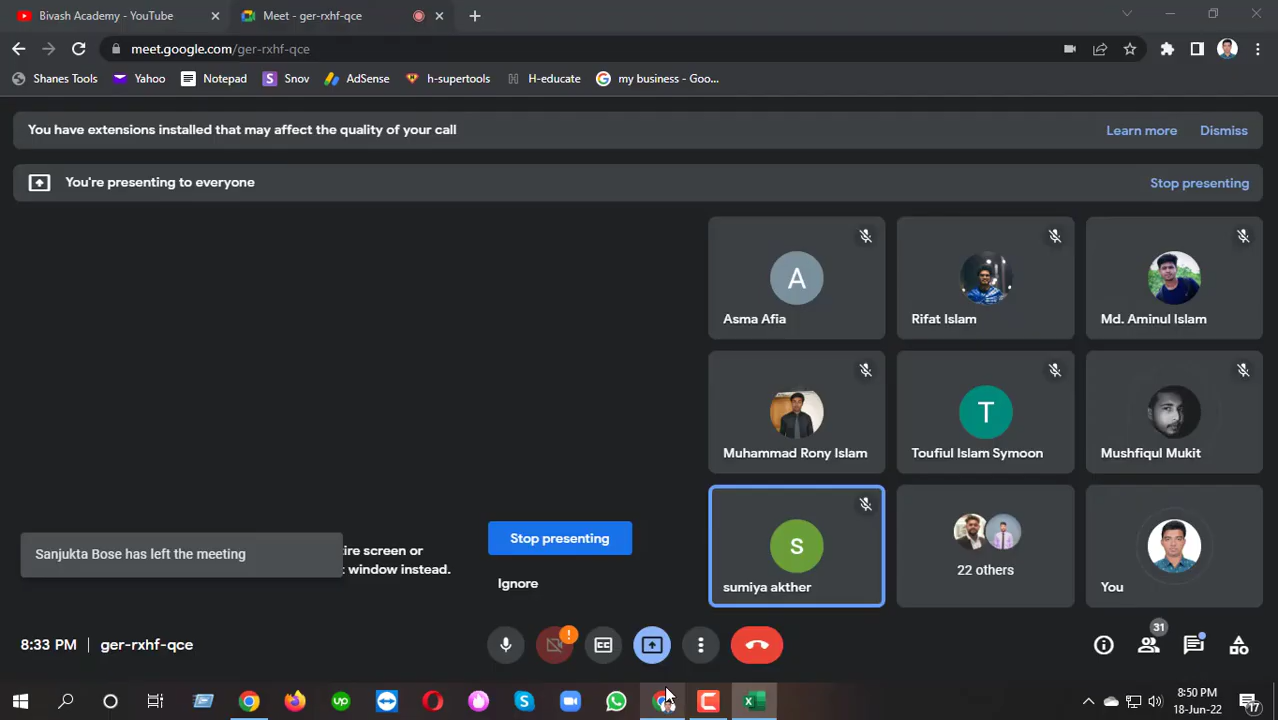 Bivash Academy - YouTube
Meet - ger-rxhf-qce
meet.google.com/ger-rxhf-qce
Shanes Tools
Yahoo
Notepad
S
Snov
AdSense
h-supertools
H-educate
my business - Goo...
You have extensions installed that may affect the quality of your call
Learn more
Dismiss
You're presenting to everyone
Stop presenting
A
Asma Afia
Rifat Islam
Md. Aminul Islam
Muhammad Rony Islam
T
Toufiul Islam Symoon
Mushfiqul Mukit
Sanjukta Bose has left the meeting
screen or
window instead.
Stop presenting
Ignore
S
sumiya akther
22 others
You
8:33 PM
ger-rxhf-qce
CC
31
up
8:50 PM
18-Jun-22
17